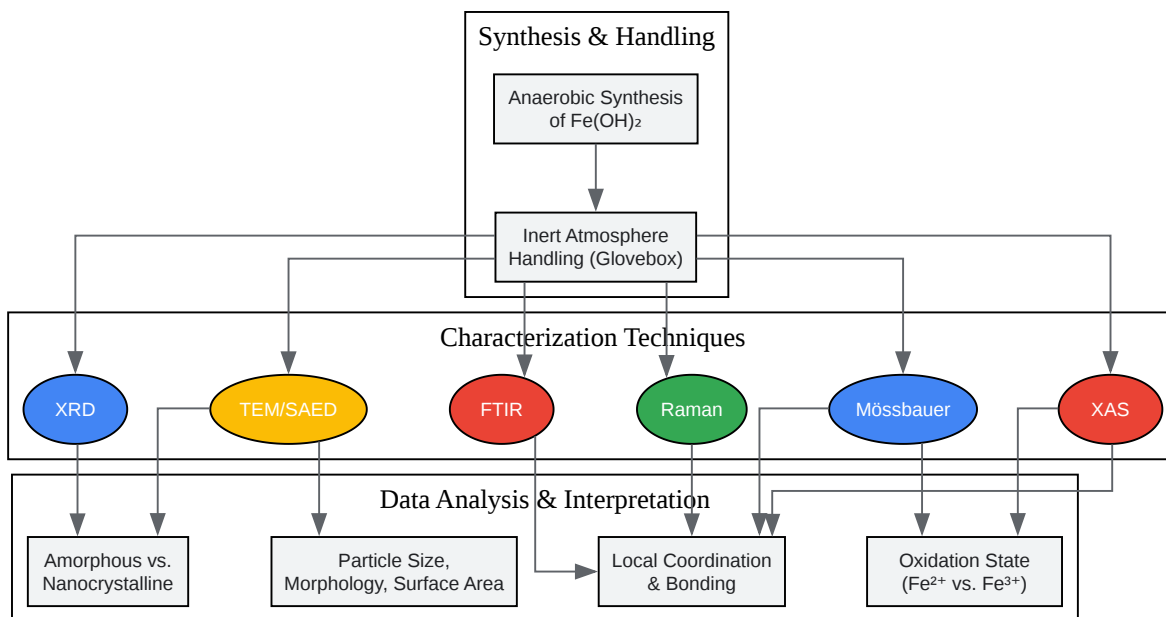 Synthesis & Handling
Anaerobic Synthesis
of Fe(OH)₂
Inert Atmosphere
Handling (Glovebox)
Characterization Techniques
XRD
TEM/SAED
FTIR
Raman
Mössbauer
XAS
Data Analysis & Interpretation
Amorphous vs.
Nanocrystalline
Particle Size,
Morphology, Surface Area
Local Coordination
& Bonding
Oxidation State
(Fe²⁺ vs. Fe³⁺)